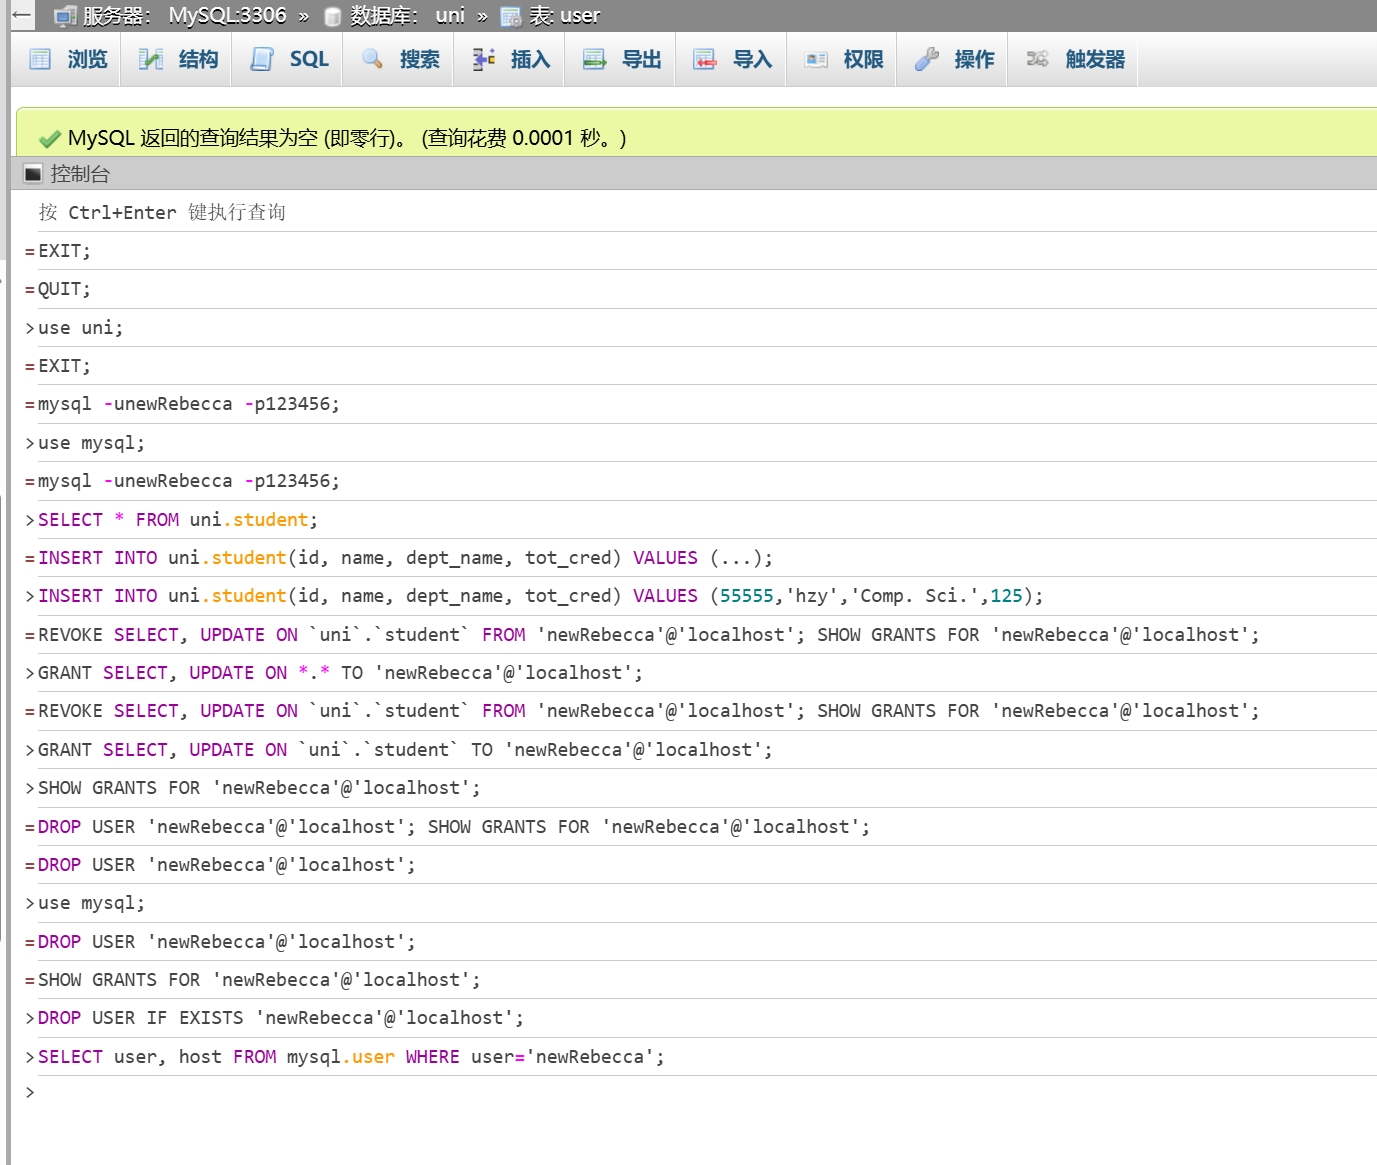 服务器： MySQL:3306 » 数据库： uni » 表: user
浏览 结构 SQL 搜索 插入 导出 导入 权限 操作 触发器
MySQL 返回的查询结果为空 (即零行)。 (查询花费 0.0001 秒。)
控制台
按 Ctrl+Enter 键执行查询
=EXIT;
=QUIT;
>use uni;
=EXIT;
=mysql -unewRebecca -p123456;
>use mysql;
=mysql -unewRebecca -p123456;
>SELECT * FROM uni.student;
=INSERT INTO uni.student(id, name, dept_name, tot_cred) VALUES (...);
>INSERT INTO uni.student(id, name, dept_name, tot_cred) VALUES (55555,'hzy','Comp. Sci.',125);
=REVOKE SELECT, UPDATE ON `uni`.`student` FROM 'newRebecca'@'localhost'; SHOW GRANTS FOR 'newRebecca'@'localhost';
>GRANT SELECT, UPDATE ON *.* TO 'newRebecca'@'localhost';
=REVOKE SELECT, UPDATE ON `uni`.`student` FROM 'newRebecca'@'localhost'; SHOW GRANTS FOR 'newRebecca'@'localhost';
>GRANT SELECT, UPDATE ON `uni`.`student` TO 'newRebecca'@'localhost';
>SHOW GRANTS FOR 'newRebecca'@'localhost';
=DROP USER 'newRebecca'@'localhost'; SHOW GRANTS FOR 'newRebecca'@'localhost';
=DROP USER 'newRebecca'@'localhost';
>use mysql;
=DROP USER 'newRebecca'@'localhost';
=SHOW GRANTS FOR 'newRebecca'@'localhost';
>DROP USER IF EXISTS 'newRebecca'@'localhost';
>SELECT user, host FROM mysql.user WHERE user='newRebecca';
>